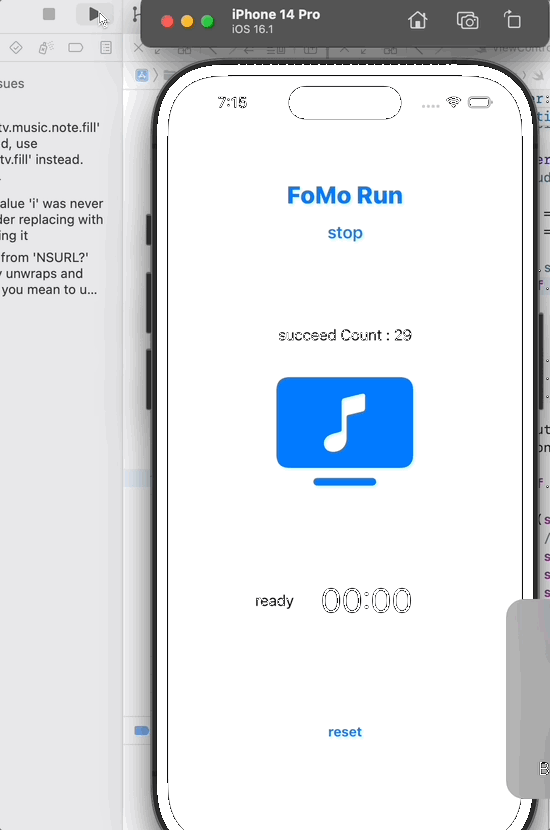 iPhone 14 Pro
iOS 16.1
sues
tv.music.note.fill'
d, use
tv.fill' instead.
alue 'i' was never
der replacing with
ing it
from 'NSURL?'
y unwraps and
you mean to u...
7:15
FoMo Run
stop
succeed Count : 29
ready 00:00
reset